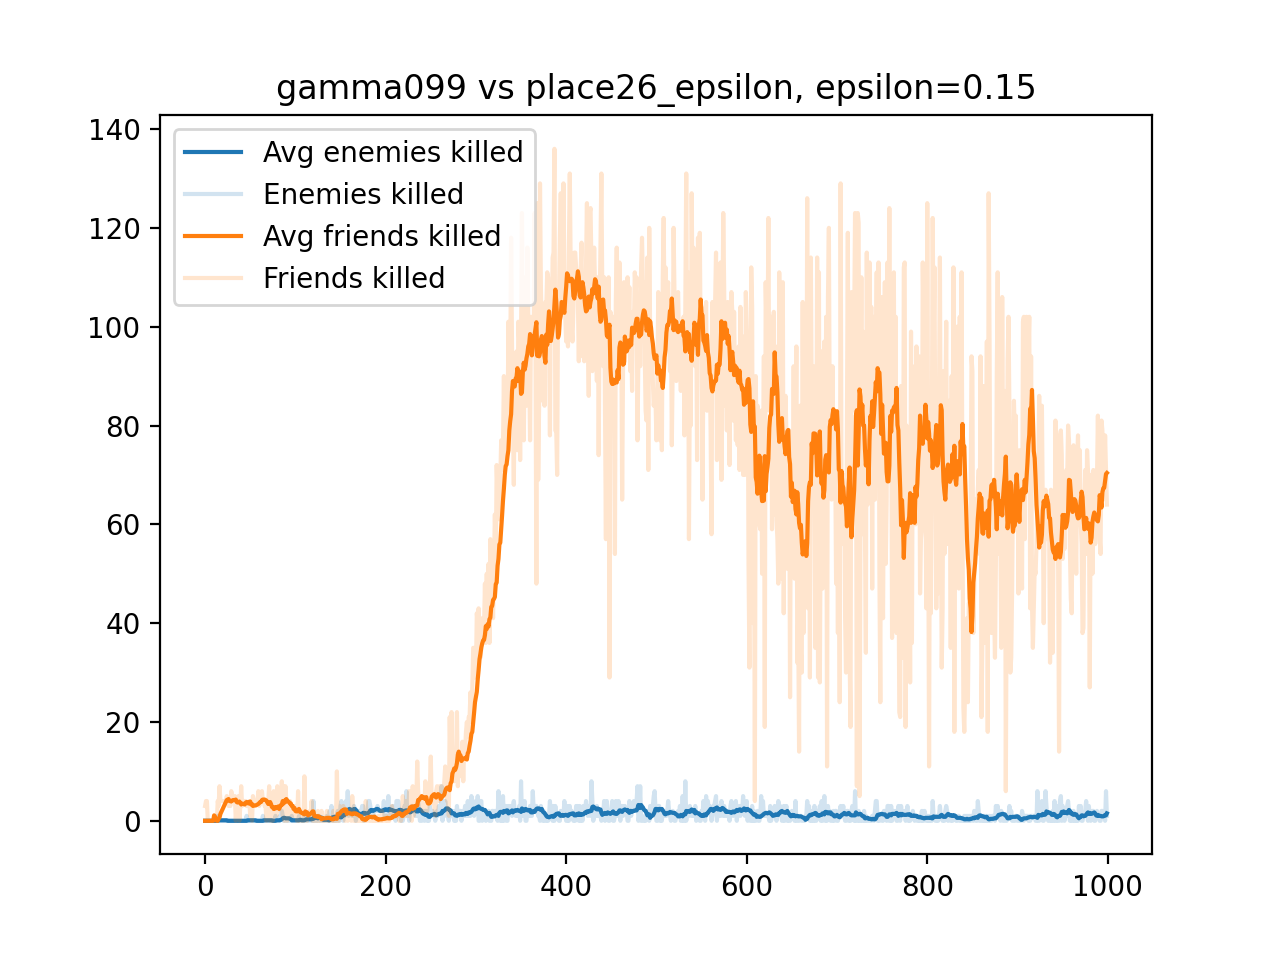 gamma099 vs place26_epsilon, epsilon=0.15
140
120
100
80
60
40
20
0
Avg enemies killed
Enemies killed
Avg friends killed
Friends killed
0 200 400 600 800 1000